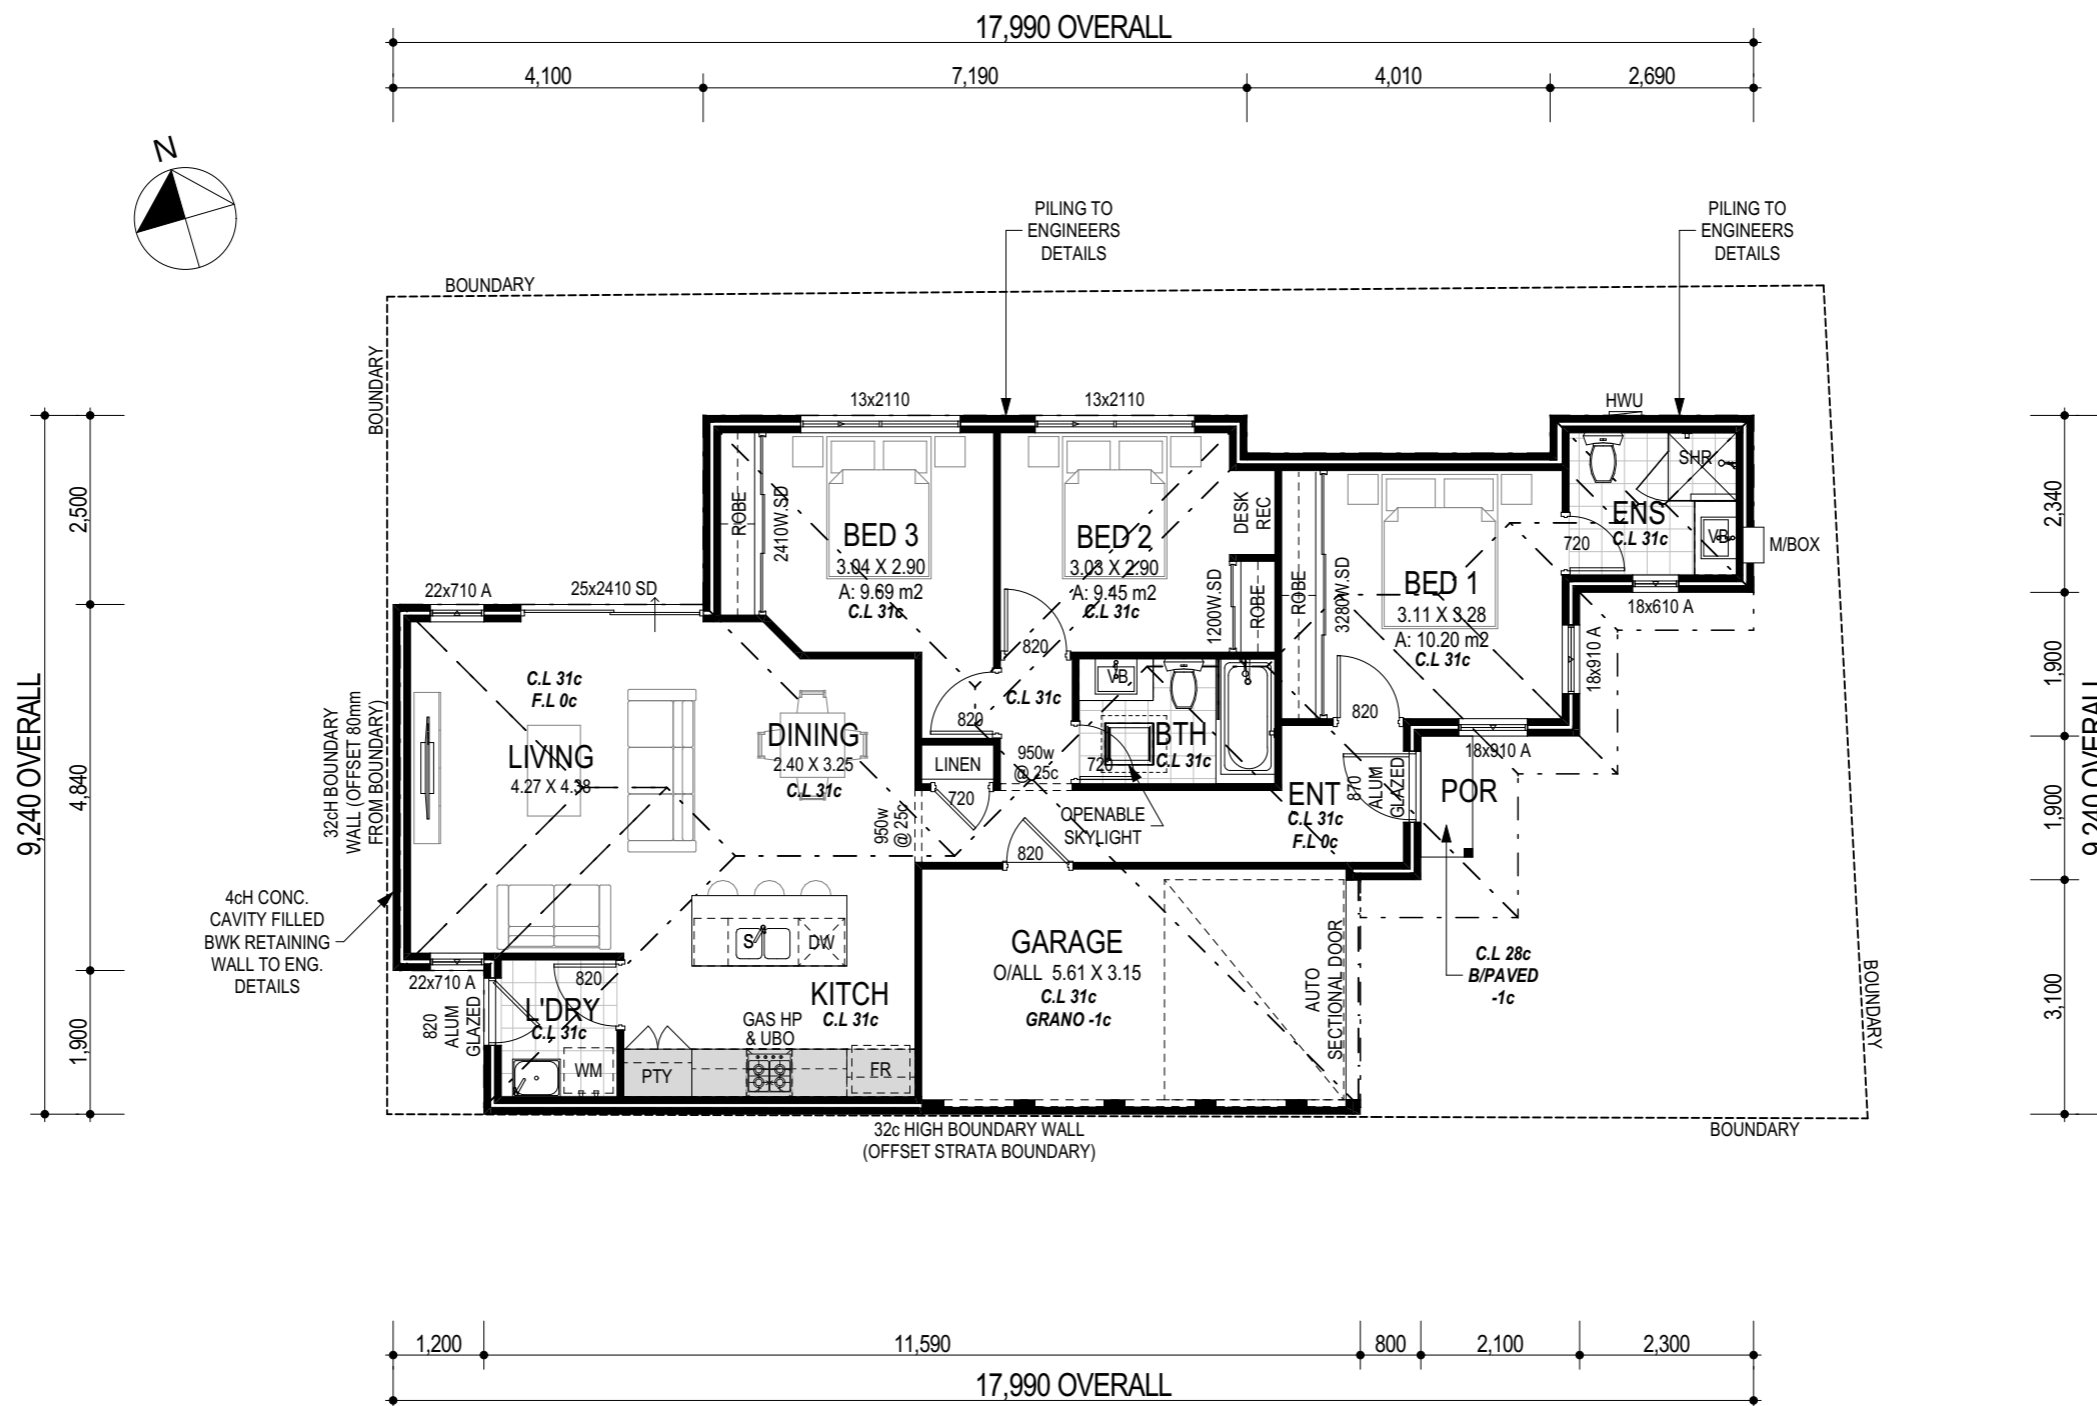 17,990 OVERALL
4,100
7,190
4,010
2,690
N
PILING TO
ENGINEERS
DETAILS
PILING TO
ENGINEERS
DETAILS
BOUNDARY
BOUNDARY
13x2110
13x2110
HWU
9,240 OVERALL
2,500
4,840
1,900
ROBE
2410W.SD
BED 3
3.04 X 2.90
A: 9.69 m2
C.L 31c
BED 2
3.03 X 2.90
A: 9.45 m2
C.L 31c
DESK
REC
1200W.SD
ROBE
ROBE
3280W.SD
BED 1
3.11 X 3.28
A: 10.20 m2
C.L 31c
SHR
ENS
C.L 31c
VB
720
M/BOX
18x610 A
18x910 A
18x910 A
2,340
1,900
1,900
3,100
9,240 OVERALL
22x710 A
25x2410 SD
C.L 31c
F.L 0c
LIVING
4.27 X 4.38
DINING
2.40 X 3.25
C.L 31c
820
820
C.L 31c
VB
BTH
C.L 31c
720
820
LINEN
720
950w
@ 25c
950w
@ 25c
OPENABLE
SKYLIGHT
820
ENT
C.L 31c
F.L 0c
870
ALUM
GLAZED
POR
C.L 28c
B/PAVED
-1c
32cH BOUNDARY
WALL (OFFSET 80mm
FROM BOUNDARY)
4cH CONC.
CAVITY FILLED
BWK RETAINING
WALL TO ENG.
DETAILS
22x710 A
820
ALUM
GLAZED
820
L'DRY
C.L 31c
WM
S
DW
KITCH
C.L 31c
GAS HP
& UBO
PTY
FR
GARAGE
O/ALL 5.61 X 3.15
C.L 31c
GRANO -1c
AUTO
SECTIONAL DOOR
BOUNDARY
BOUNDARY
32c HIGH BOUNDARY WALL
(OFFSET STRATA BOUNDARY)
1,200
11,590
800
2,100
2,300
17,990 OVERALL